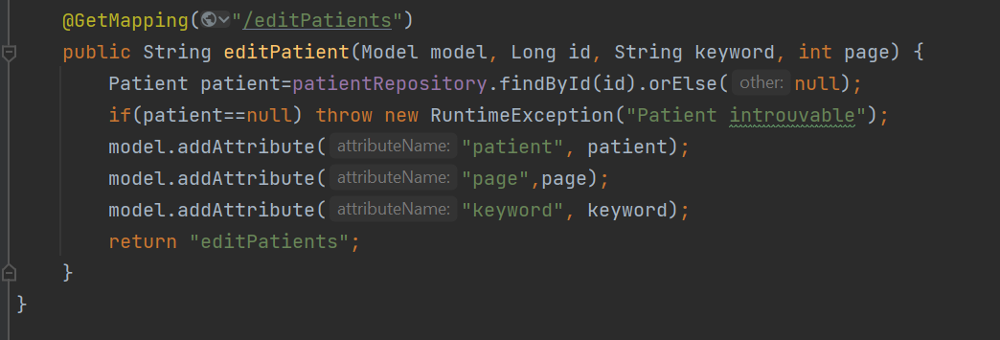 @GetMapping("/editPatients")
public String editPatient(Model model, Long id, String keyword, int page) {
Patient patient=patientRepository.findById(id).orElse( other: null);
if(patient==null) throw new RuntimeException("Patient introuvable");
model.addAttribute( attributeName: "patient", patient);
model.addAttribute( attributeName: "page",page);
model.addAttribute( attributeName: "keyword", keyword);
return "editPatients";
}
}